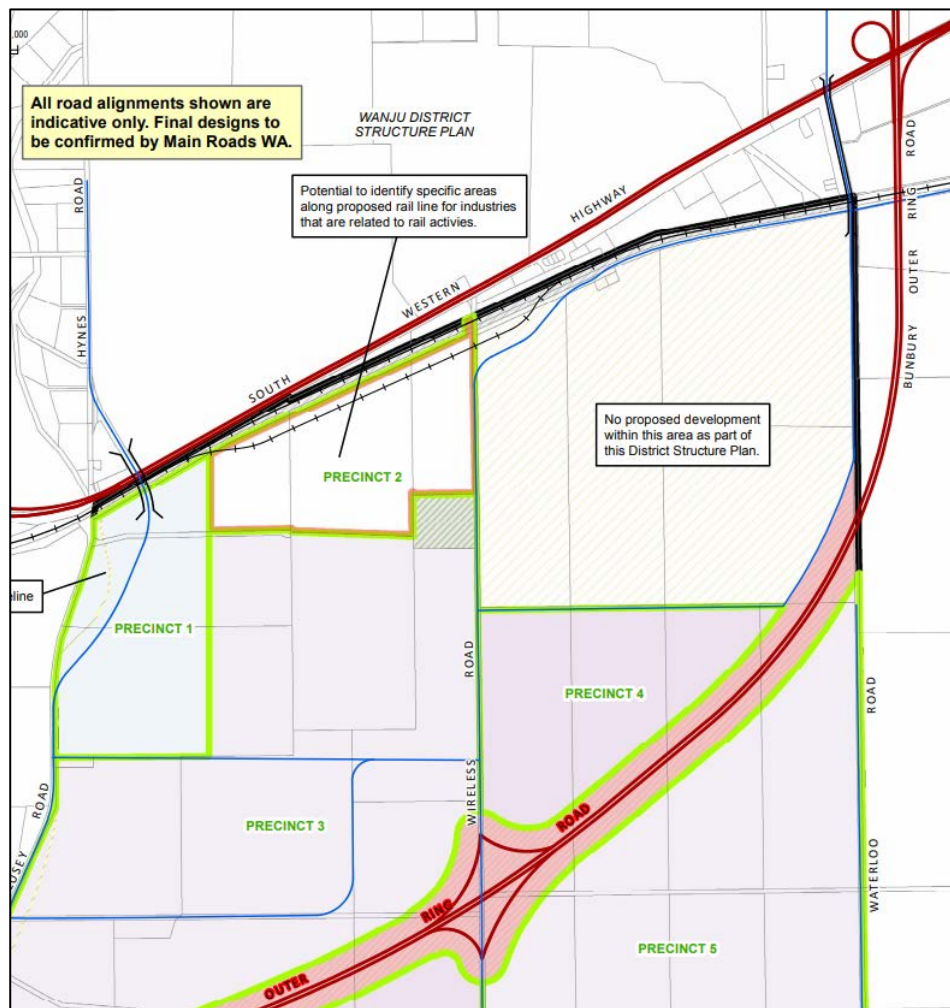 ,000
All road alignments shown are
indicative only. Final designs to
be confirmed by Main Roads WA.
WANJU DISTRICT
STRUCTURE PLAN
Potential to identify specific areas
along proposed rail line for industries
that are related to rail activies.
HYNES ROAD
SOUTH WESTERN HIGHWAY
BUNBURY OUTER RING ROAD
No proposed development
within this area as part of
this District Structure Plan.
PRECINCT 2
eline
PRECINCT 1
PRECINCT 4
WIRELESS ROAD
WATERLOO ROAD
PRECINCT 3
ROAD
OUTER RING ROAD
PRECINCT 5